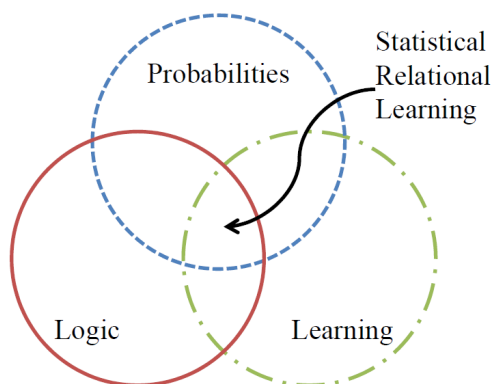 Probabilities
Statistical
Relational
Learning
Logic
Learning